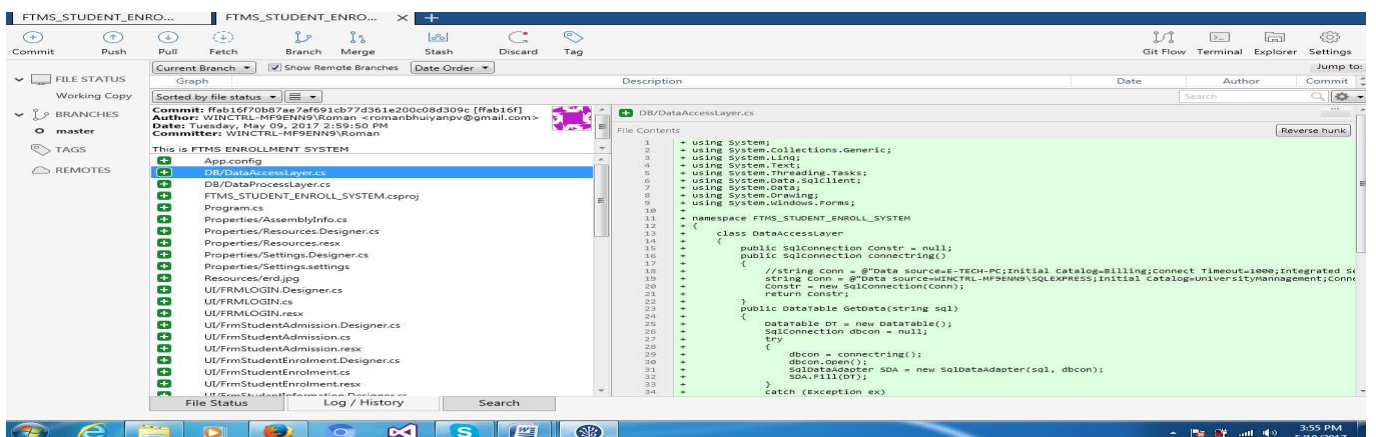 FTMS_STUDENT_ENRO... FTMS_STUDENT_ENRO... × +
Commit Push Pull Fetch Branch Merge Stash Discard Tag Git Flow Terminal Explorer Settings
Current Branch Show Remote Branches Date Order Jump to:
Graph Description Date Author Commit
FILE STATUS
Working Copy
BRANCHES
master
TAGS
REMOTES
Sorted by file status Search
Commit: ffab16f70b87ae7af691cb77d361e200c08d309c [ffab16f]
Author: WINCTRL-MF9ENN9\Roman <romanbhuiyanpv@gmail.com>
Date: Tuesday, May 09, 2017 2:59:50 PM
Committer: WINCTRL-MF9ENN9\Roman
This is FTMS ENROLLMENT SYSTEM
App.config
DB/DataAccessLayer.cs
DB/DataProcessLayer.cs
FTMS_STUDENT_ENROLL_SYSTEM.csproj
Program.cs
Properties/AssemblyInfo.cs
Properties/Resources.Designer.cs
Properties/Resources.resx
Properties/Settings.Designer.cs
Properties/Settings.settings
Resources/erd.jpg
UI/FRMLOGIN.Designer.cs
UI/FRMLOGIN.cs
UI/FRMLOGIN.resx
UI/FrmStudentAdmission.Designer.cs
UI/FrmStudentAdmission.cs
UI/FrmStudentAdmission.resx
UI/FrmStudentEnrolment.Designer.cs
UI/FrmStudentEnrolment.cs
UI/FrmStudentEnrolment.resx
UI/FrmStudentInformation.Designer.cs
DB/DataAccessLayer.cs
File Contents Reverse hunk
1 + using System;
2 + using System.Collections.Generic;
3 + using System.Linq;
4 + using System.Text;
5 + using System.Threading.Tasks;
6 + using System.Data.SqlClient;
7 + using System.Data;
8 + using System.Drawing;
9 + using System.Windows.Forms;
10 +
11 + namespace FTMS_STUDENT_ENROLL_SYSTEM
12 + {
13 + class DataAccessLayer
14 + {
15 + public SqlConnection Constr = null;
16 + public SqlConnection connectring()
17 + {
18 + //string Conn = @"Data source=E-TECH-PC;Initial Catalog=Billing;Connect Timeout=1000;Integrated Se
19 + string Conn = @"Data source=WINCTRL-MF9ENN9\SQLEXPRESS;Initial Catalog=UniversityMannagement;Conne
20 + Constr = new SqlConnection(Conn);
21 + return Constr;
22 + }
23 + public DataTable GetData(string sql)
24 + {
25 + DataTable DT = new DataTable();
26 + SqlConnection dbcon = null;
27 + try
28 + {
29 + dbcon = connectring();
30 + dbcon.Open();
31 + SqlDataAdapter SDA = new SqlDataAdapter(sql, dbcon);
32 + SDA.Fill(DT);
33 + }
34 + catch (Exception ex)
File Status Log / History Search
3:55 PM